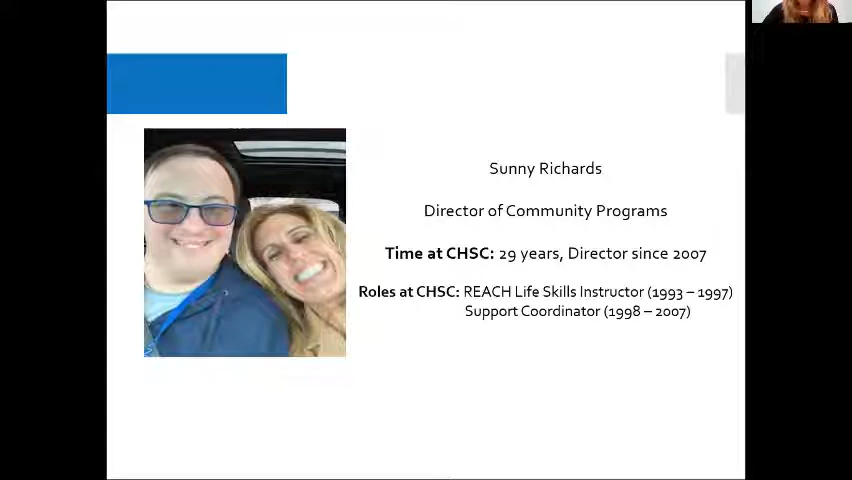 Sunny Richards
Director of Community Programs
Time at CHSC: 29 years, Director since 2007
Roles at CHSC: REACH Life Skills Instructor (1993 – 1997)
Support Coordinator (1998 – 2007)